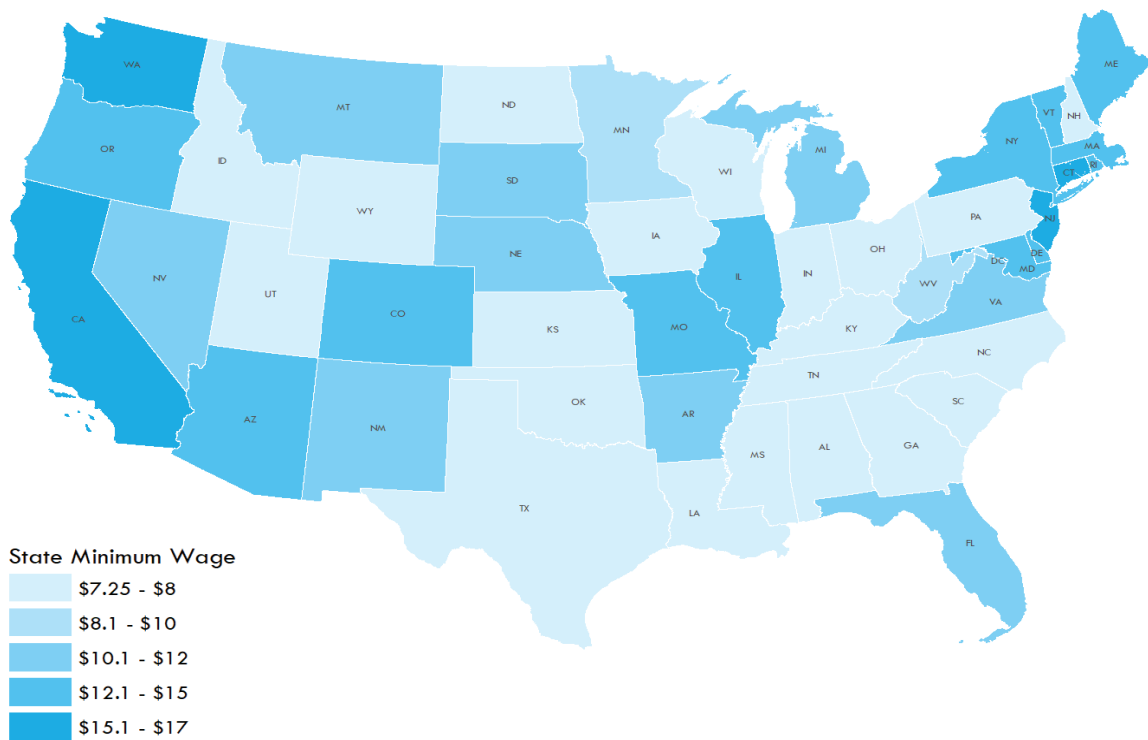 WA
ME
MT
ND
VT
NH
MN
OR
NY
MA
MI
ID
WI
CT
RI
SD
WY
PA
NJ
IA
NE
OH
DE
DC
NV
IN
MD
IL
UT
WV
CO
VA
CA
KS
MO
KY
NC
TN
OK
SC
AZ
NM
AR
GA
MS
AL
TX
LA
FL
State Minimum Wage
$7.25 - $8
$8.1 - $10
$10.1 - $12
$12.1 - $15
$15.1 - $17